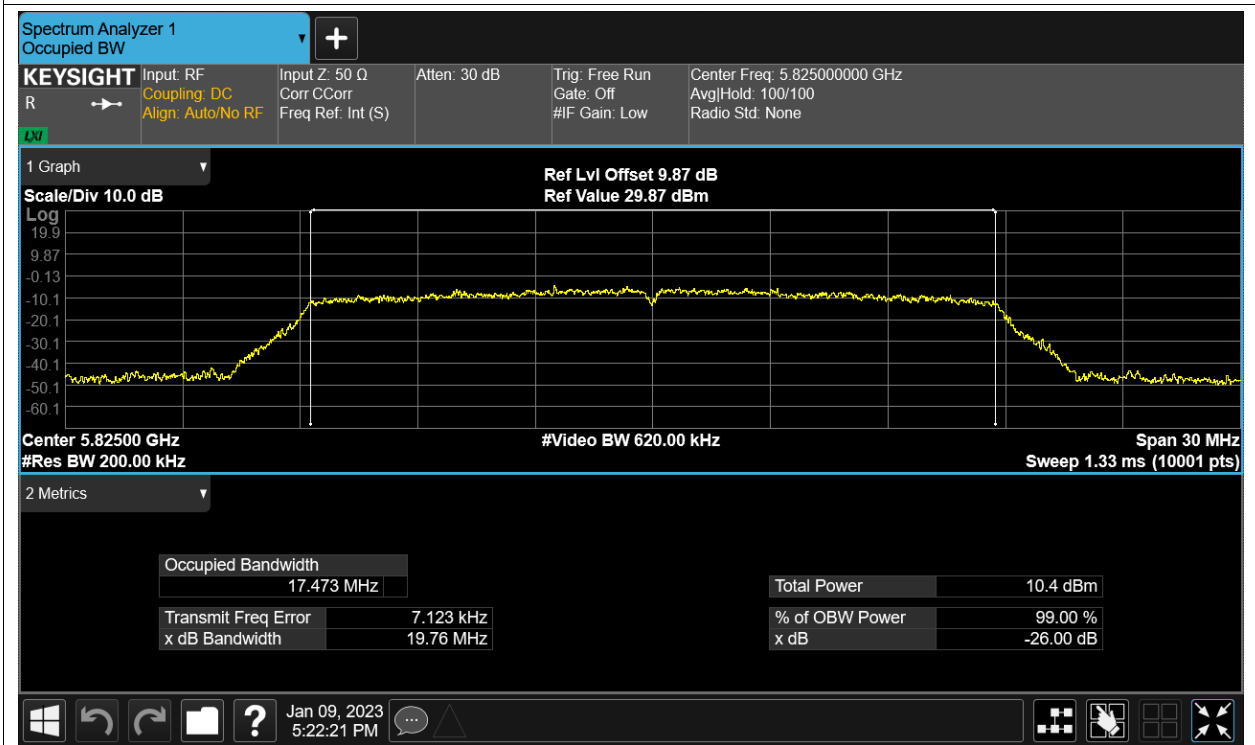 Spectrum Analyzer 1
Occupied BW
KEYSIGHT
R
LXI
Input: RF
Coupling: DC
Align: Auto/No RF
Input Z: 50 Ω
Corr CCorr
Freq Ref: Int (S)
Atten: 30 dB
Trig: Free Run
Gate: Off
#IF Gain: Low
Center Freq: 5.825000000 GHz
Avg|Hold: 100/100
Radio Std: None
1 Graph
Scale/Div 10.0 dB
Ref Lvl Offset 9.87 dB
Ref Value 29.87 dBm
Log
19.9
9.87
-0.13
-10.1
-20.1
-30.1
-40.1
-50.1
-60.1
Center 5.82500 GHz
#Video BW 620.00 kHz
Span 30 MHz
#Res BW 200.00 kHz
Sweep 1.33 ms (10001 pts)
2 Metrics
Occupied Bandwidth
17.473 MHz
Transmit Freq Error 7.123 kHz
x dB Bandwidth 19.76 MHz
Total Power 10.4 dBm
% of OBW Power 99.00 %
x dB -26.00 dB
?
Jan 09, 2023
5:22:21 PM